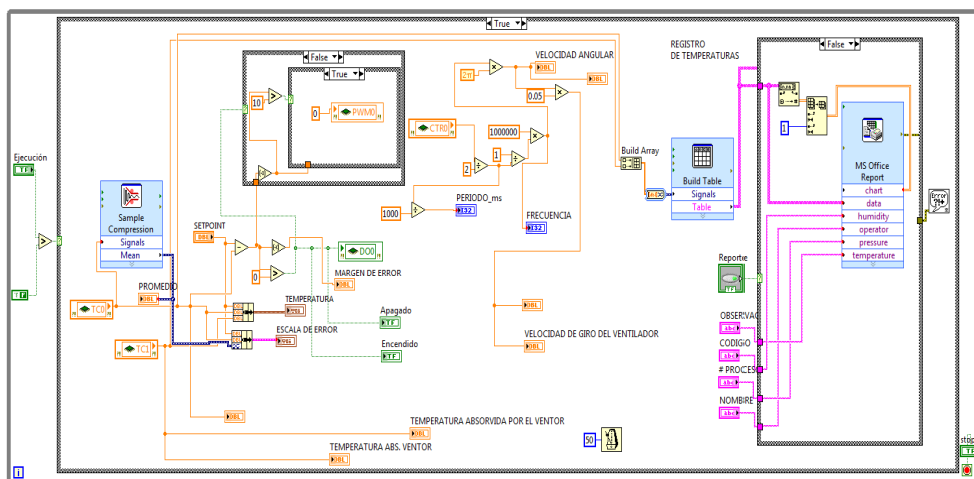 True
False
True
10
0
PWM0
2π
VELOCIDAD ANGULAR
DBL
DBL
0.05
CTR0
1000000
1
2
1000
PERIODO_ms
I32
FRECUENCIA
I32
Build Array
REGISTRO
DE TEMPERATURAS
Build Table
Signals
Table
False
1
MS Office
Report
chart
data
humidity
operator
pressure
temperature
Error
Ejecución
TF
Sample
Compression
Signals
Mean
SETPOINT
DBL
0
DO0
MARGEN DE ERROR
DBL
PROMEDIO
DBL
TC0
TEMPERATURA
TC1
ESCALA DE ERROR
Apagado
TF
Encendido
TF
DBL
VELOCIDAD DE GIRO DEL VENTILADOR
DBL
Reporte
TF
OBSERVAC
abc
CODIGO
abc
# PROCES
abc
NOMBRE
abc
DBL
TEMPERATURA ABSORVIDA POR EL VENTOR
DBL
TEMPERATURA ABS. VENTOR
DBL
50
stop
TF
i